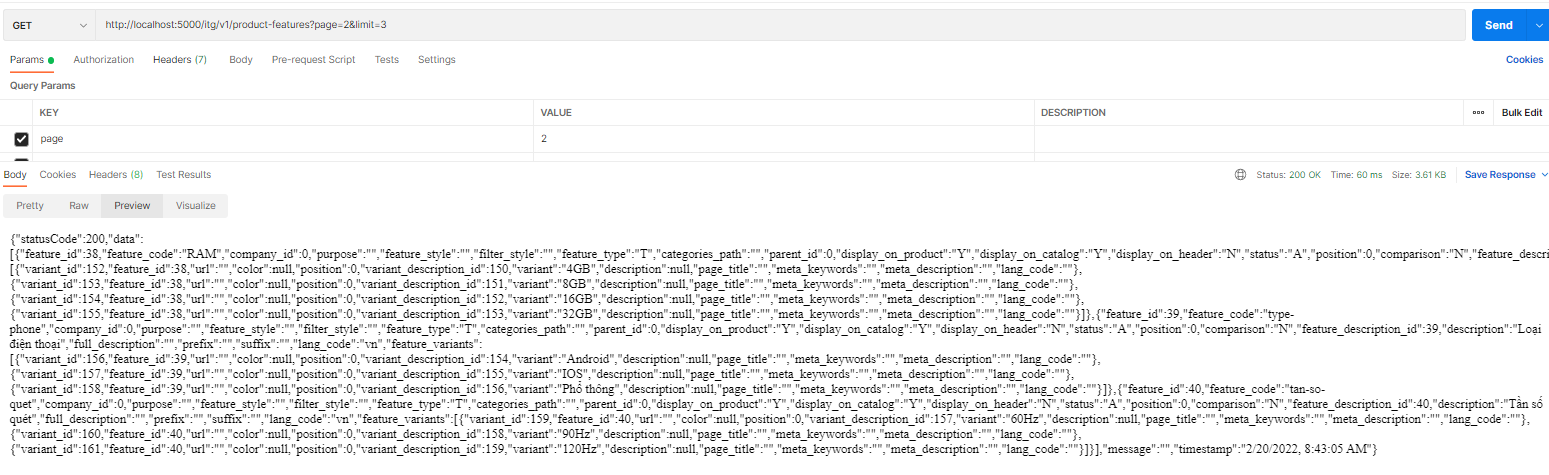 GET http://localhost:5000/itg/v1/product-features?page=2&limit=3 Send
Params Authorization Headers (7) Body Pre-request Script Tests Settings Cookies
Query Params
KEY VALUE DESCRIPTION ooo Bulk Edit
page 2
Body Cookies Headers (8) Test Results Status: 200 OK Time: 60 ms Size: 3.61 KB Save Response
Pretty Raw Preview Visualize
{"statusCode":200,"data":
[{"feature_id":38,"feature_code":"RAM","company_id":0,"purpose":"","feature_style":"","filter_style":"","feature_type":"T","categories_path":"","parent_id":0,"display_on_product":"Y","display_on_catalog":"Y","display_on_header":"N","status":"A","position":0,"comparison":"N","feature_descri
[{"variant_id":152,"feature_id":38,"url":"","color":null,"position":0,"variant_description_id":150,"variant":"4GB","description":null,"page_title":"","meta_keywords":"","meta_description":"","lang_code":""},
{"variant_id":153,"feature_id":38,"url":"","color":null,"position":0,"variant_description_id":151,"variant":"8GB","description":null,"page_title":"","meta_keywords":"","meta_description":"","lang_code":""},
{"variant_id":154,"feature_id":38,"url":"","color":null,"position":0,"variant_description_id":152,"variant":"16GB","description":null,"page_title":"","meta_keywords":"","meta_description":"","lang_code":""},
{"variant_id":155,"feature_id":38,"url":"","color":null,"position":0,"variant_description_id":153,"variant":"32GB","description":null,"page_title":"","meta_keywords":"","meta_description":"","lang_code":""}]},{"feature_id":39,"feature_code":"type-
phone","company_id":0,"purpose":"","feature_style":"","filter_style":"","feature_type":"T","categories_path":"","parent_id":0,"display_on_product":"Y","display_on_catalog":"Y","display_on_header":"N","status":"A","position":0,"comparison":"N","feature_description_id":39,"description":"Loại
điện thoại","full_description":"","prefix":"","suffix":"","lang_code":"vn","feature_variants":
[{"variant_id":156,"feature_id":39,"url":"","color":null,"position":0,"variant_description_id":154,"variant":"Android","description":null,"page_title":"","meta_keywords":"","meta_description":"","lang_code":""},
{"variant_id":157,"feature_id":39,"url":"","color":null,"position":0,"variant_description_id":155,"variant":"IOS","description":null,"page_title":"","meta_keywords":"","meta_description":"","lang_code":""},
{"variant_id":158,"feature_id":39,"url":"","color":null,"position":0,"variant_description_id":156,"variant":"Phổ thông","description":null,"page_title":"","meta_keywords":"","meta_description":"","lang_code":""}]},{"feature_id":40,"feature_code":"tan-so-
quet","company_id":0,"purpose":"","feature_style":"","filter_style":"","feature_type":"T","categories_path":"","parent_id":0,"display_on_product":"Y","display_on_catalog":"Y","display_on_header":"N","status":"A","position":0,"comparison":"N","feature_description_id":40,"description":"Tần số
quét","full_description":"","prefix":"","suffix":"","lang_code":"vn","feature_variants":[{"variant_id":159,"feature_id":40,"url":"","color":null,"position":0,"variant_description_id":157,"variant":"60Hz","description":null,"page_title":"","meta_keywords":"","meta_description":"","lang_code":""},
{"variant_id":160,"feature_id":40,"url":"","color":null,"position":0,"variant_description_id":158,"variant":"90Hz","description":null,"page_title":"","meta_keywords":"","meta_description":"","lang_code":""},
{"variant_id":161,"feature_id":40,"url":"","color":null,"position":0,"variant_description_id":159,"variant":"120Hz","description":null,"page_title":"","meta_keywords":"","meta_description":"","lang_code":""}]}],"message":"","timestamp":"2/20/2022, 8:43:05 AM"}